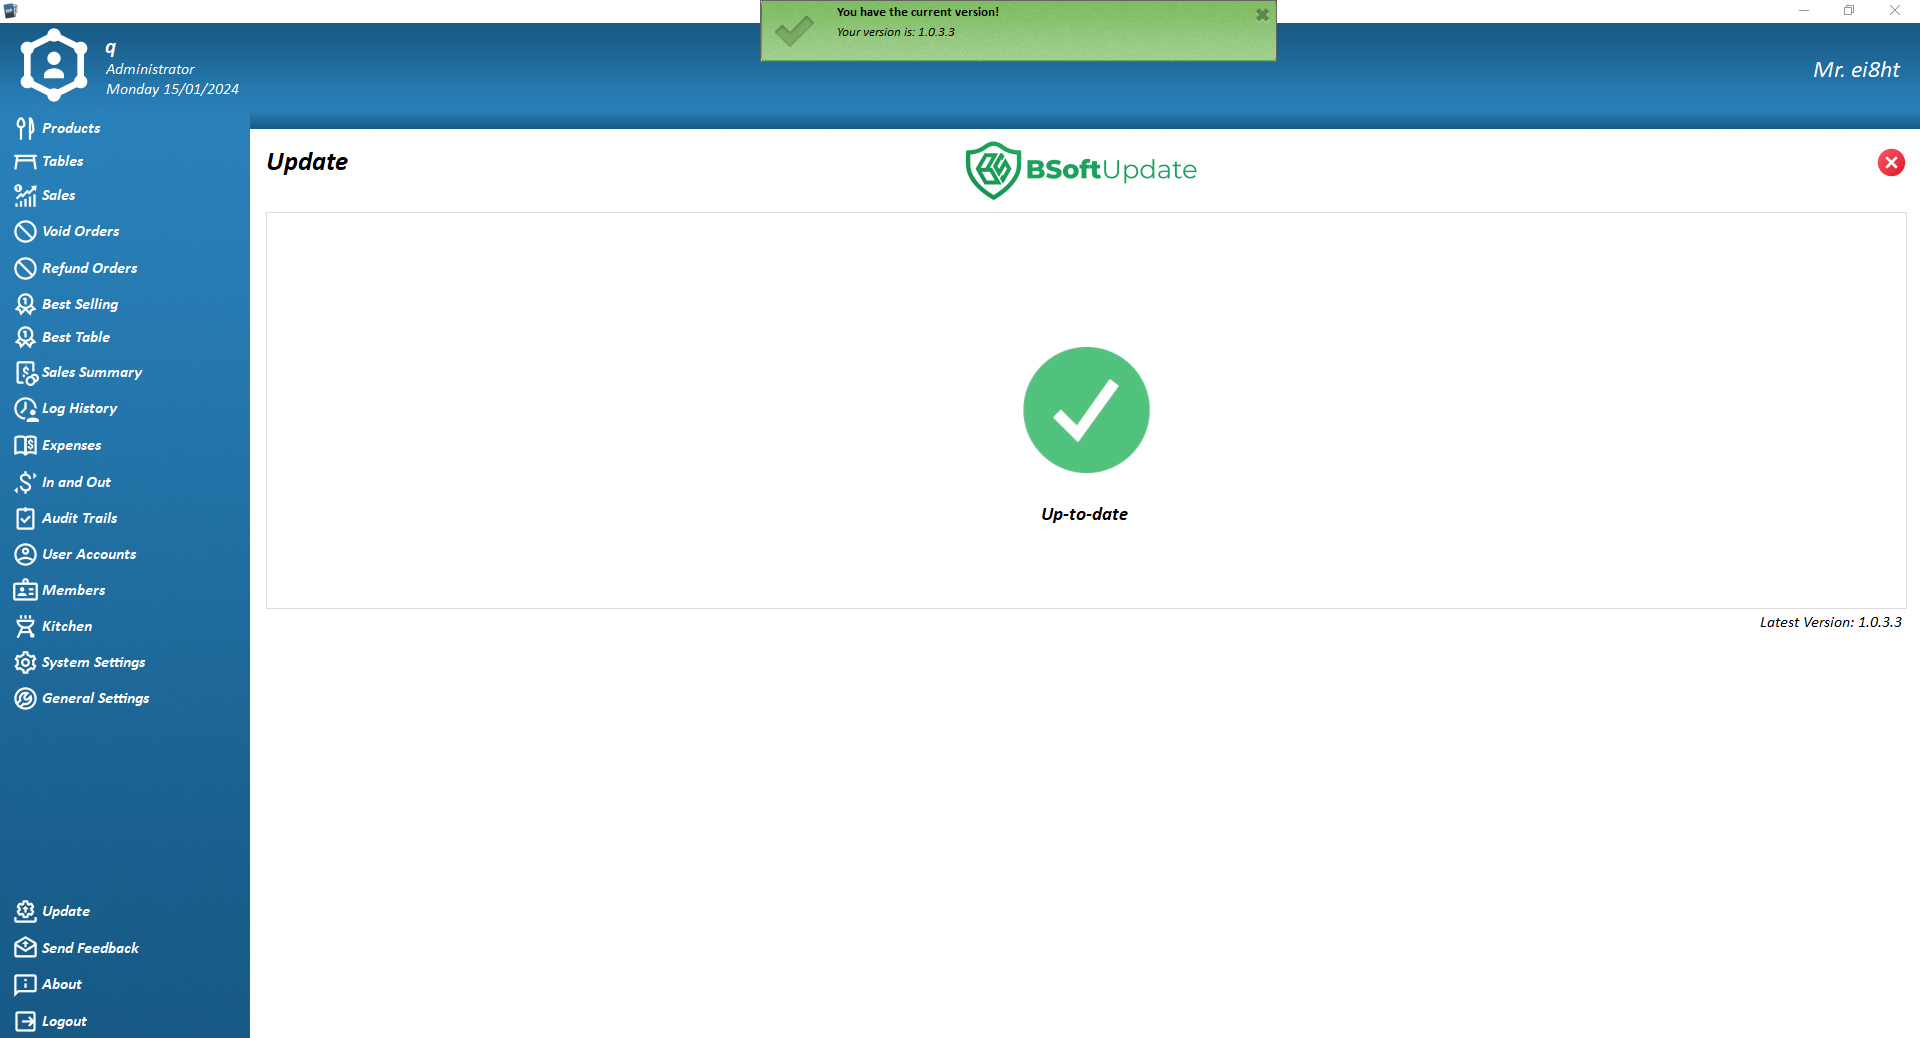 You have the current version!
Your version is: 1.0.3.3
q
Administrator
Monday 15/01/2024
Mr. ei8ht
Products
Tables
Sales
Void Orders
Refund Orders
Best Selling
Best Table
Sales Summary
Log History
Expenses
In and Out
Audit Trails
User Accounts
Members
Kitchen
System Settings
General Settings
Update
Send Feedback
About
Logout
Update
BSoftUpdate
Up-to-date
Latest Version: 1.0.3.3